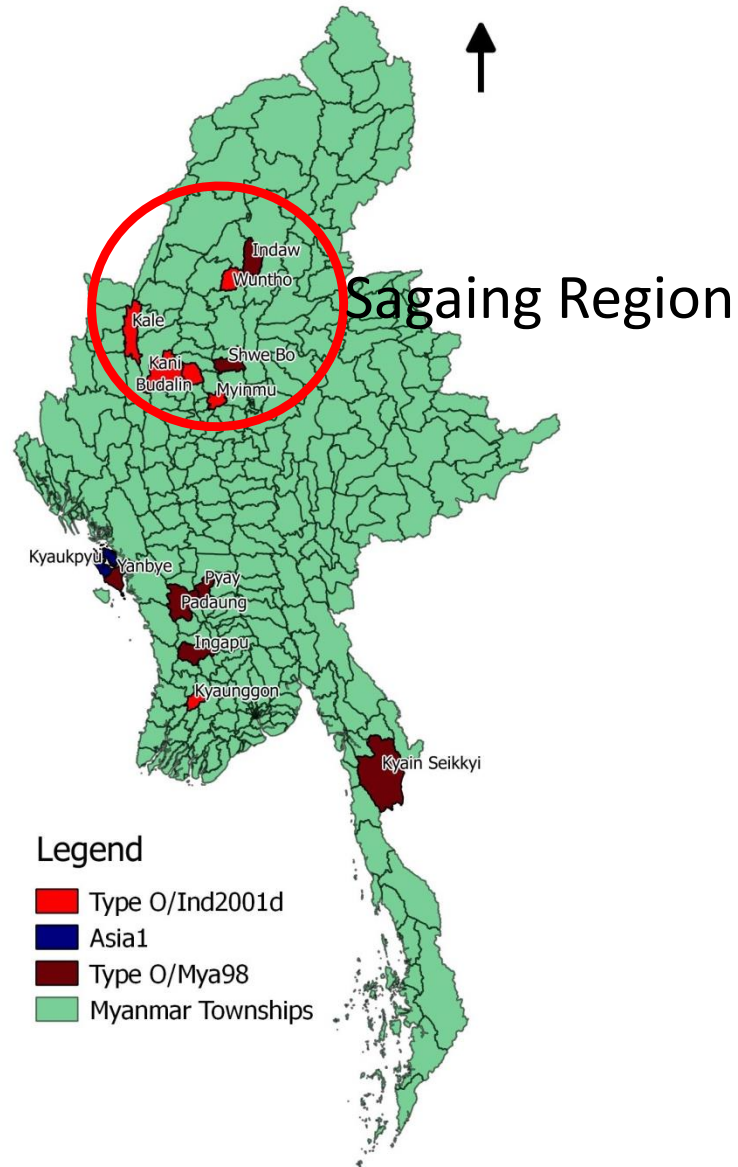 Indaw
Wuntho
Sagaing Region
Kale
Kani
Shwe Bo
Budalin
Myinmu
Kyaukpyu
Yanbye
Pyay
Padaung
Ingapu
Kyaunggon
Kyain Seikkyi
Legend
Type O/Ind2001d
Asia1
Type O/Mya98
Myanmar Townships